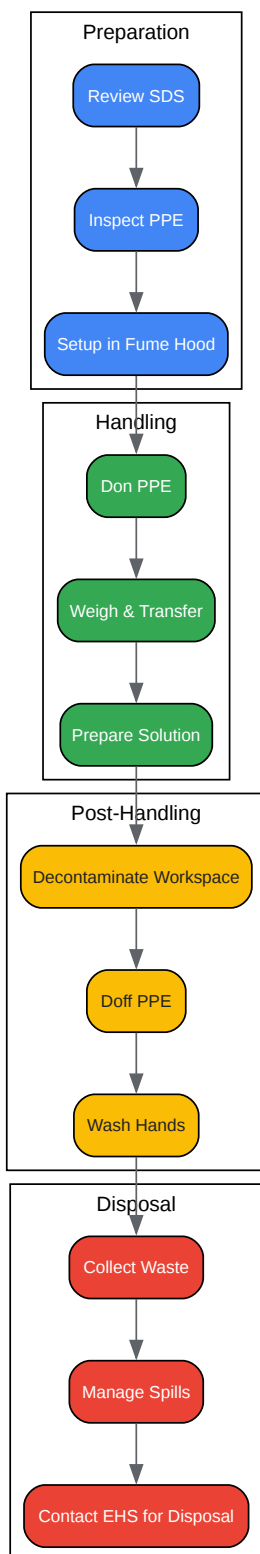 Preparation
Review SDS
Inspect PPE
Setup in Fume Hood
Handling
Don PPE
Weigh & Transfer
Prepare Solution
Post-Handling
Decontaminate Workspace
Doff PPE
Wash Hands
Disposal
Collect Waste
Manage Spills
Contact EHS for Disposal